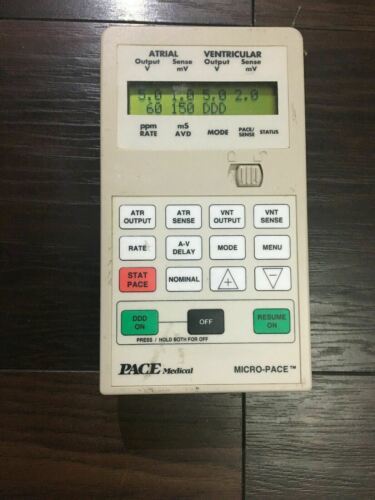 ATRIAL VENTRICULAR
Output Sense Output Sense
V mV V mV
5.0 1.0 5.0 2.0
60 150 DDD
ppm mS PACE/
RATE AVD MODE SENSE STATUS
ATR OUTPUT ATR SENSE VNT OUTPUT VNT SENSE
RATE A-V DELAY MODE MENU
STAT PACE NOMINAL + −
DDD ON OFF RESUME ON
PRESS / HOLD BOTH FOR OFF
PACE Medical MICRO-PACE™